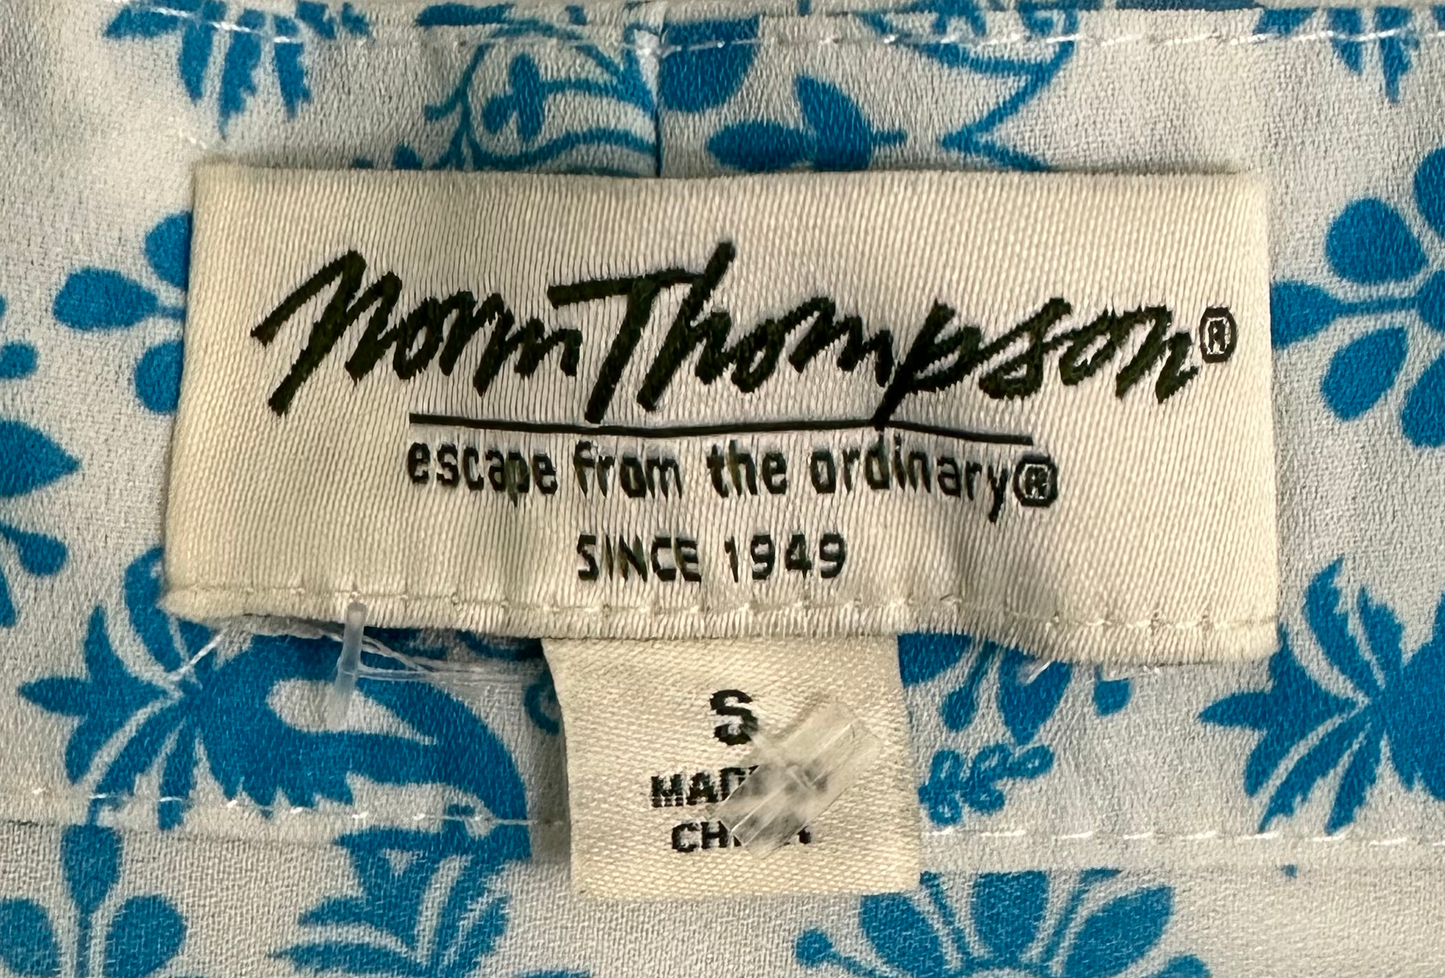 Norm Thompson®
escape from the ordinary®
SINCE 1949
S